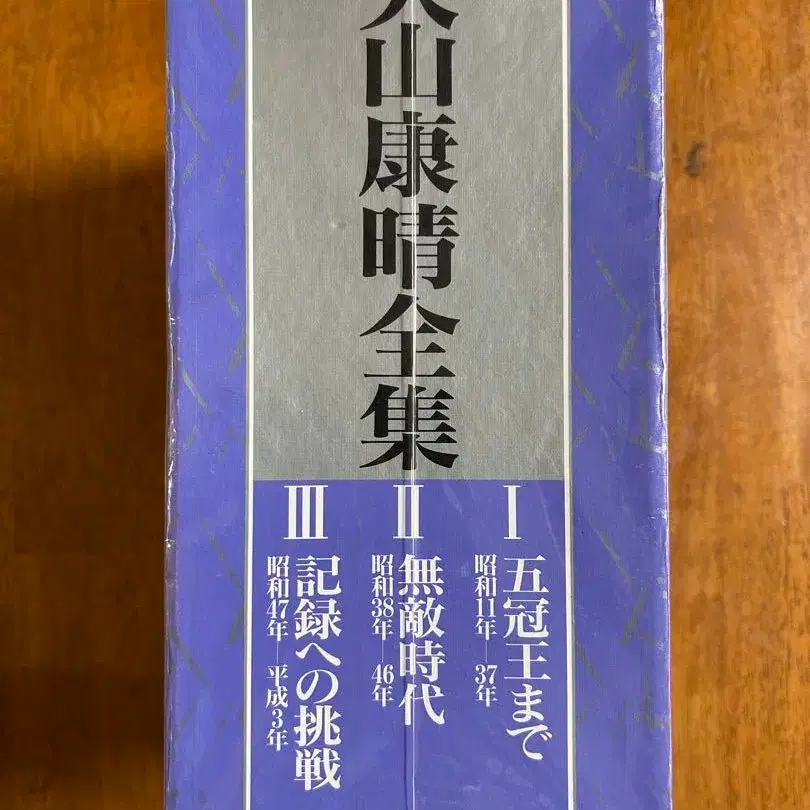 大山康晴全集
I 五冠王まで
昭和11年―37年
II 無敵時代
昭和38年―46年
III 記録への挑戦
昭和47年―平成3年